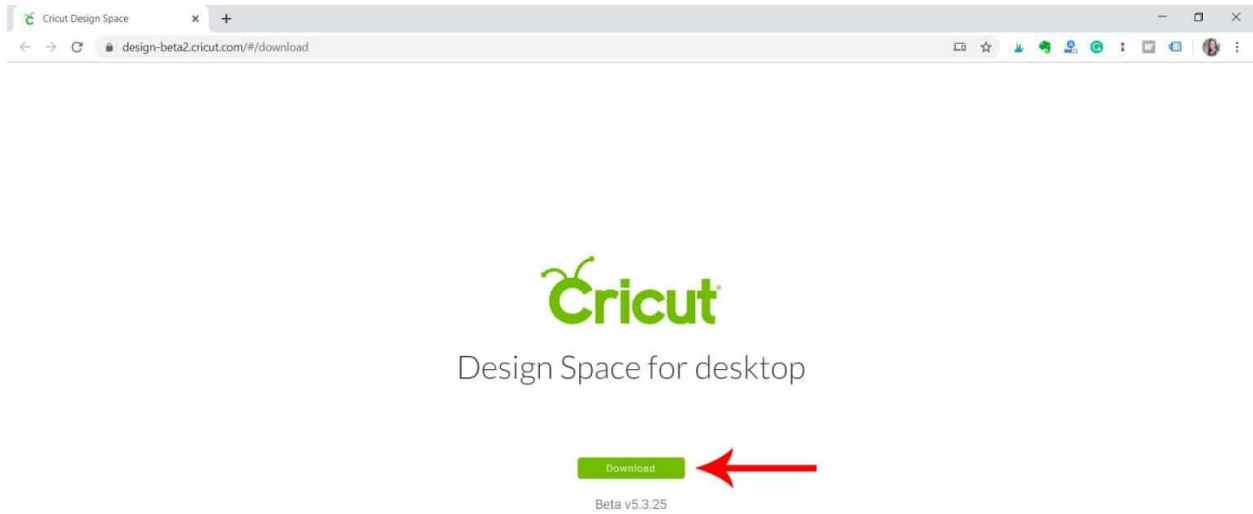 Cricut Design Space
design-beta2.cricut.com/#/download
Cricut
Design Space for desktop
Download
Beta v5.3.25